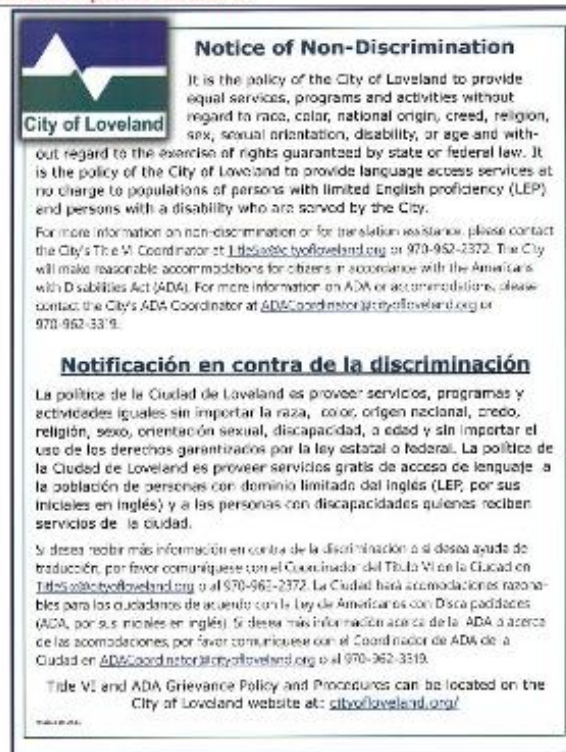 Notice of Non-Discrimination
It is the policy of the City of Loveland to provide
equal services, programs and activities without
regard to race, color, national origin, creed, religion,
sex, sexual orientation, disability, or age and with-
City of Loveland
out regard to the exercise of rights guaranteed by state or federal law. It
is the policy of the City of Loveland to provide language access services at
no charge to populations of persons with limited English proficiency (LEP)
and persons with a disability who are served by the City.
For more information on non-discrimination or for translation assistance, please contact
the City's Title VI Coordinator at TitleSix@cityofloveland.org or 970-962-2372. The City
will make reasonable accommodations for citizens in accordance with the Americans
with Disabilities Act (ADA). For more information on ADA or accommodations, please
contact the City's ADA Coordinator at ADACoordinator@cityofloveland.org or
970-962-3319.
Notificación en contra de la discriminación
La política de la Ciudad de Loveland es proveer servicios, programas y
actividades iguales sin importar la raza, color, origen nacional, credo,
religión, sexo, orientación sexual, discapacidad, o edad y sin importar el
uso de los derechos garantizados por la ley estatal o federal. La política de
la Ciudad de Loveland es proveer servicios gratis de acceso de lenguaje a
la población de personas con dominio limitado del inglés (LEP, por sus
iniciales en inglés) y a las personas con discapacidades quienes reciben
servicios de la ciudad.
Si desea recibir más información en contra de la discriminación o si desea ayuda de
traducción, por favor comuníquese con el Coordinador del Título VI en la Ciudad en
TitleSix@cityofloveland.org o al 970-962-2372. La Ciudad hará acomodaciones razona-
bles para los ciudadanos de acuerdo con la Ley de Americanos con Discapacidades
(ADA, por sus iniciales en inglés). Si desea más información acerca de la ADA o acerca
de las acomodaciones, por favor comuníquese con el Coordinador de ADA de la
Ciudad en ADACoordinator@cityofloveland.org o al 970-962-3319.
Title VI and ADA Grievance Policy and Procedures can be located on the
City of Loveland website at: cityofloveland.org/